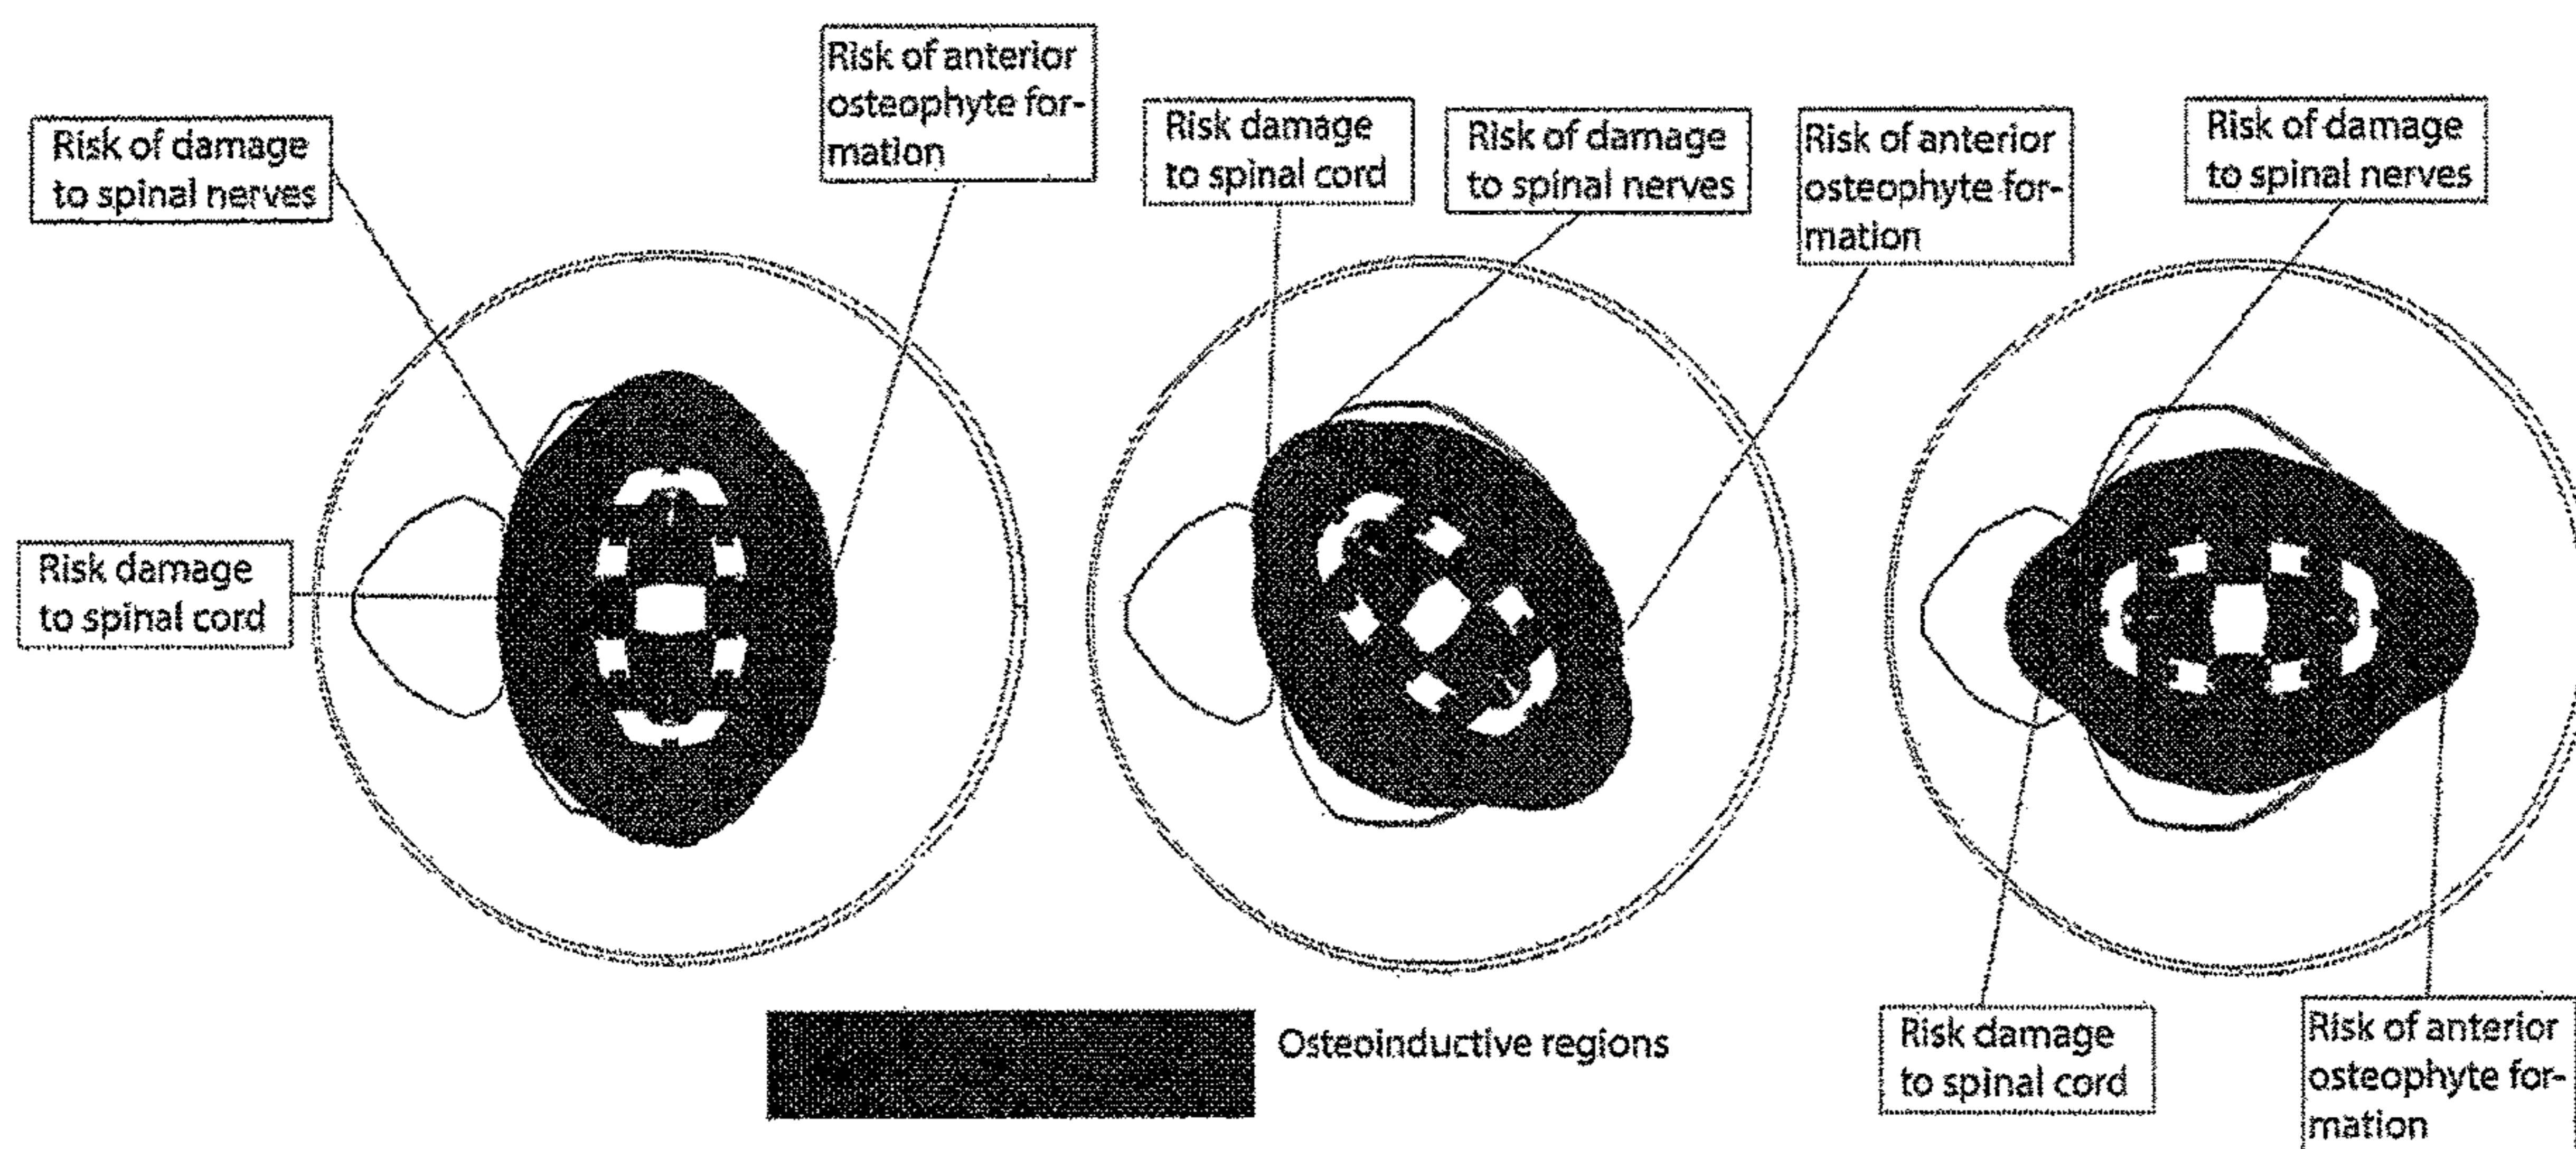 Risk of damage
to spinal nerves
Risk of anterior
osteophyte for-
mation
Risk damage
to spinal cord
Risk damage
to spinal cord
Risk of damage
to spinal nerves
Risk of anterior
osteophyte for-
mation
Risk of damage
to spinal nerves
Risk damage
to spinal cord
Risk of anterior
osteophyte for-
mation
Osteoinductive regions